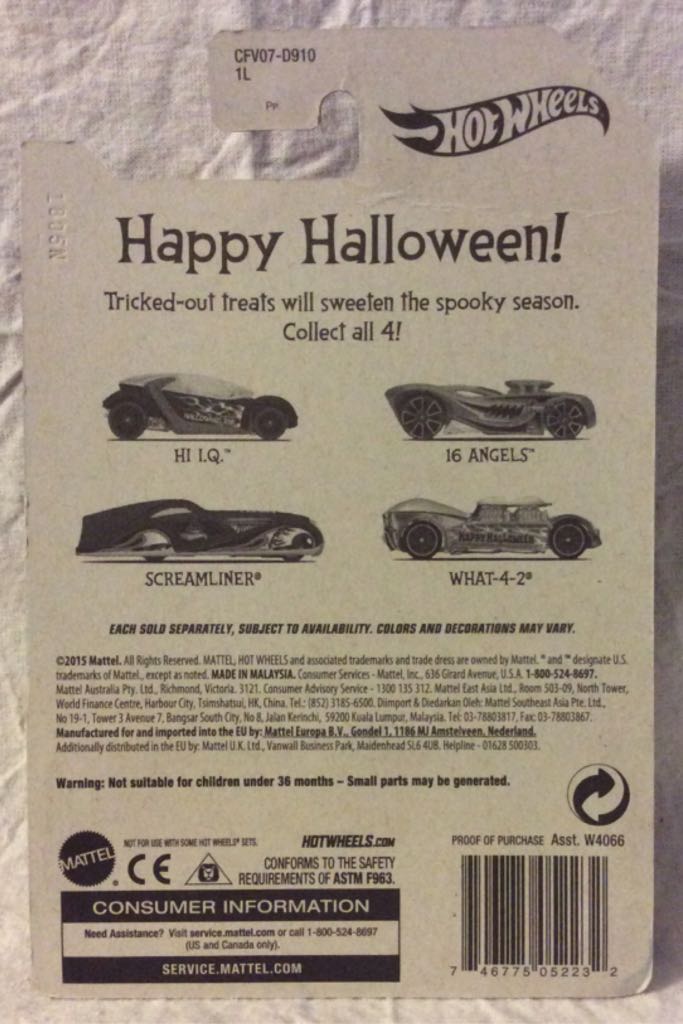 CFV07-D910
1L
HOT WHEELS
Happy Halloween!
Tricked-out treats will sweeten the spooky season.
Collect all 4!
HI I.Q.™
16 ANGELS™
HAPPY HALLOWEEN
SCREAMLINER®
WHAT-4-2®
EACH SOLD SEPARATELY, SUBJECT TO AVAILABILITY. COLORS AND DECORATIONS MAY VARY.
©2015 Mattel. All Rights Reserved. MATTEL, HOT WHEELS and associated trademarks and trade dress are owned by Mattel. ® and ™ designate U.S.
trademarks of Mattel, except as noted. MADE IN MALAYSIA. Consumer Services - Mattel, Inc., 636 Girard Avenue, U.S.A. 1-800-524-8697.
Mattel Australia Pty. Ltd., Richmond, Victoria. 3121. Consumer Advisory Service - 1300 135 312. Mattel East Asia Ltd., Room 503-09, North Tower,
World Finance Centre, Harbour City, Tsimshatsui, HK, China. Tel.: (852) 3185-6500. Diimport & Diedarkan Oleh: Mattel Southeast Asia Pte. Ltd.,
No 19-1, Tower 3 Avenue 7, Bangsar South City, No 8, Jalan Kerinchi, 59200 Kuala Lumpur, Malaysia. Tel: 03-78803817, Fax: 03-78803867.
Manufactured for and imported into the EU by: Mattel Europa B.V., Gondel 1, 1186 MJ Amstelveen, Nederland.
Additionally distributed in the EU by: Mattel U.K. Ltd., Vanwall Business Park, Maidenhead SL6 4UB. Helpline - 01628 500303.
Warning: Not suitable for children under 36 months – Small parts may be generated.
MATTEL®
NOT FOR USE WITH SOME HOT WHEELS® SETS.
CE
HOTWHEELS.COM
CONFORMS TO THE SAFETY
REQUIREMENTS OF ASTM F963.
PROOF OF PURCHASE Asst. W4066
CONSUMER INFORMATION
Need Assistance? Visit service.mattel.com or call 1-800-524-8697
(US and Canada only).
SERVICE.MATTEL.COM
7 46775 05223 2